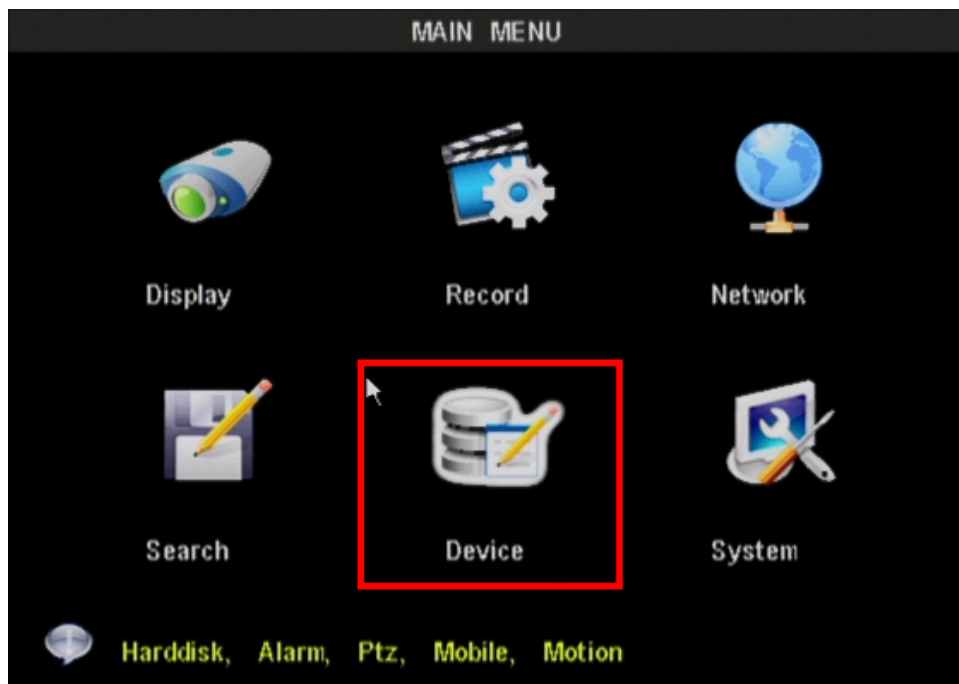 MAIN MENU
Display Record Network
Search Device System
Harddisk, Alarm, Ptz, Mobile, Motion